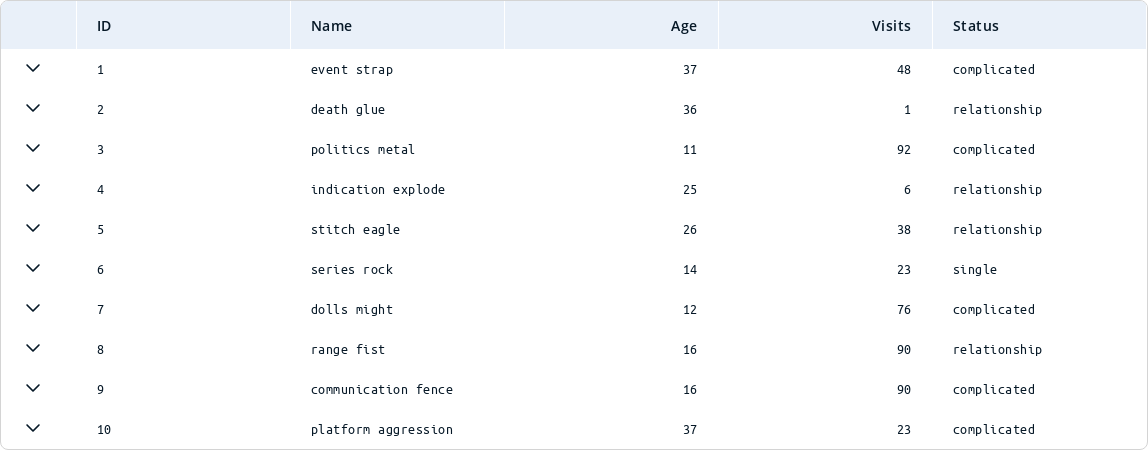 ID Name Age Visits Status
1 event strap 37 48 complicated
2 death glue 36 1 relationship
3 politics metal 11 92 complicated
4 indication explode 25 6 relationship
5 stitch eagle 26 38 relationship
6 series rock 14 23 single
7 dolls might 12 76 complicated
8 range fist 16 90 relationship
9 communication fence 16 90 complicated
10 platform aggression 37 23 complicated